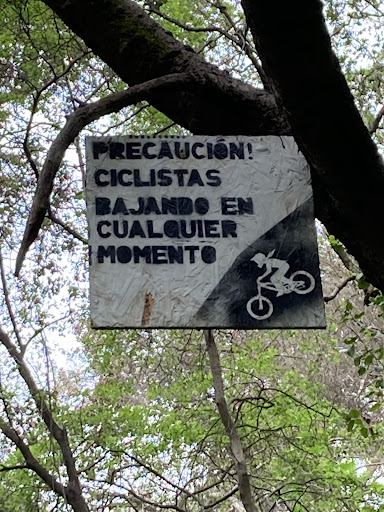 PRECAUCIÓN!
CICLISTAS
BAJANDO EN
CUALQUIER
MOMENTO